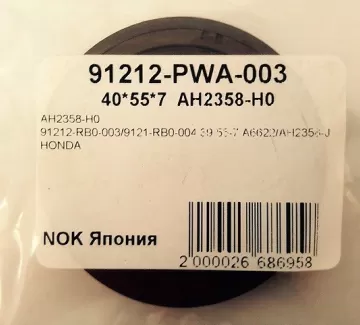 91212-PWA-003
40*55*7 AH2358-H0
AH2358-H0
91212-RB0-003/9121-RB0-004 39-55-7 A6622/AH2358-J
HONDA
NOK Япония
2 000026 686958